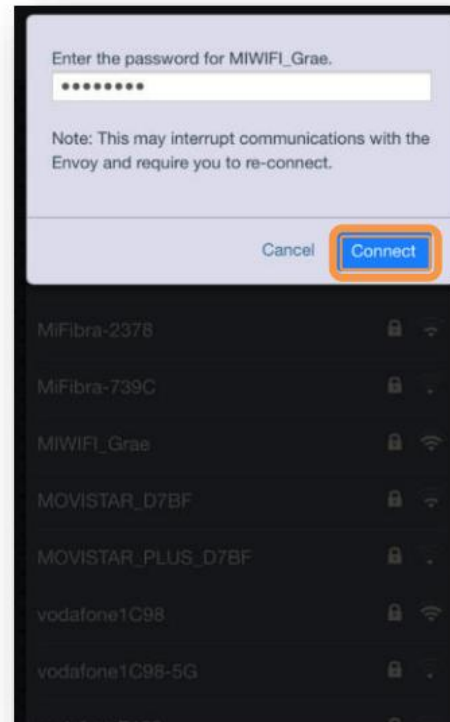 Enter the password for MIWIFI_Grae.
••••••••
Note: This may interrupt communications with the
Envoy and require you to re-connect.
Cancel Connect
MiFibra-2378
MiFibra-739C
MIWIFI_Grae
MOVISTAR_D7BF
MOVISTAR_PLUS_D7BF
vodafone1C98
vodafone1C98-5G